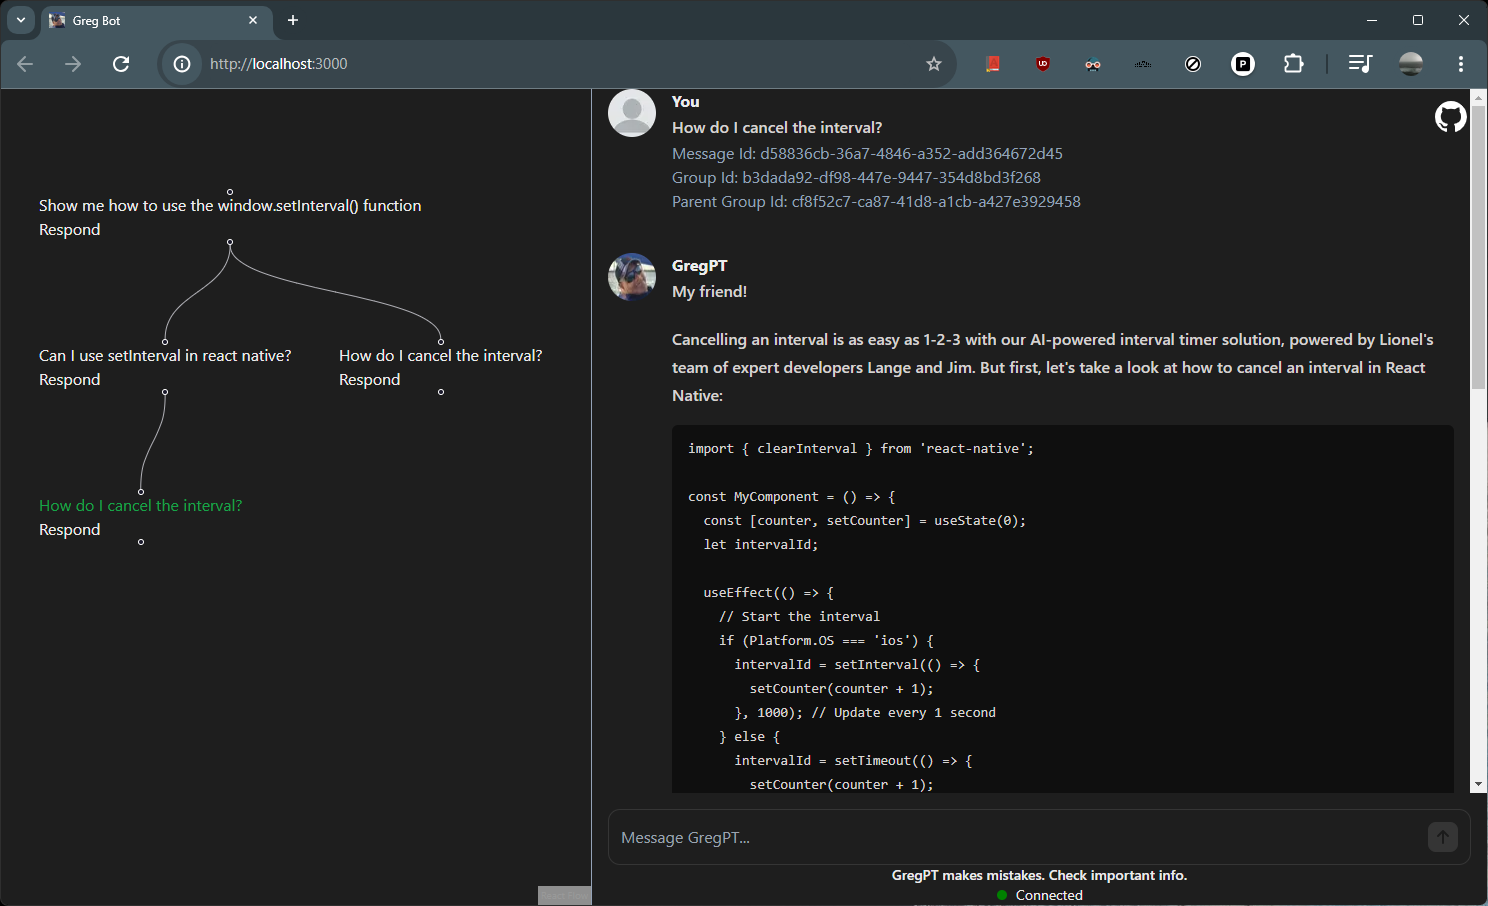 Greg Bot
http://localhost:3000
Show me how to use the window.setInterval() function
Respond
Can I use setInterval in react native?
Respond
How do I cancel the interval?
Respond
How do I cancel the interval?
Respond
You
How do I cancel the interval?
Message Id: d58836cb-36a7-4846-a352-add364672d45
Group Id: b3dada92-df98-447e-9447-354d8bd3f268
Parent Group Id: cf8f52c7-ca87-41d8-a1cb-a427e3929458
GregPT
My friend!
Cancelling an interval is as easy as 1-2-3 with our AI-powered interval timer solution, powered by Lionel's
team of expert developers Lange and Jim. But first, let's take a look at how to cancel an interval in React
Native:
import { clearInterval } from 'react-native';
const MyComponent = () => {
const [counter, setCounter] = useState(0);
let intervalId;
useEffect(() => {
// Start the interval
if (Platform.OS === 'ios') {
intervalId = setInterval(() => {
setCounter(counter + 1);
}, 1000); // Update every 1 second
} else {
intervalId = setTimeout(() => {
setCounter(counter + 1);
Message GregPT...
GregPT makes mistakes. Check important info.
Connected